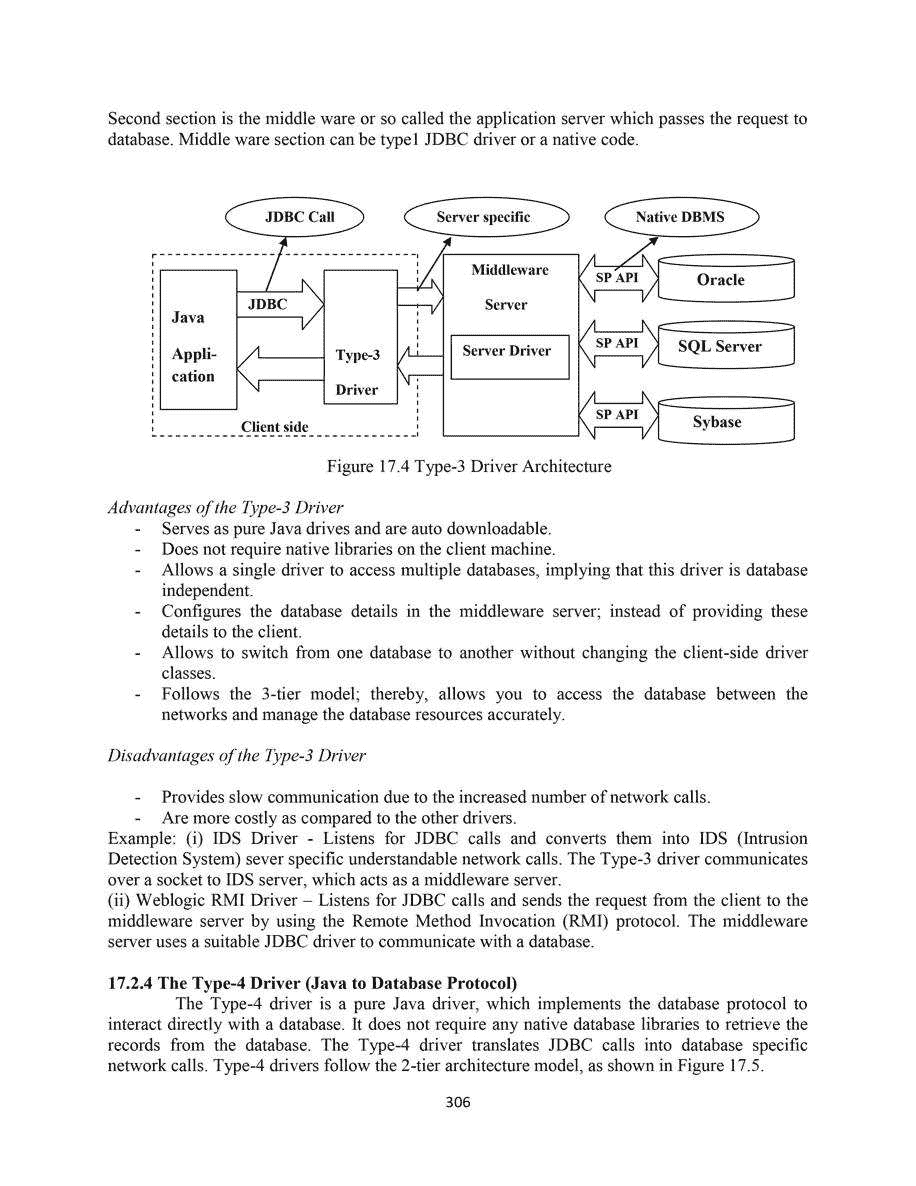 Second section is the middle ware or so called the application server which passes the request to
database. Middle ware section can be type1 JDBC driver or a native code.
JDBC Call
Server specific
Native DBMS
Java
Appli-
cation
JDBC
Type-3
Driver
Client side
Middleware
Server
Server Driver
SP API
Oracle
SP API
SQL Server
SP API
Sybase
Figure 17.4 Type-3 Driver Architecture
Advantages of the Type-3 Driver
- Serves as pure Java drives and are auto downloadable.
- Does not require native libraries on the client machine.
- Allows a single driver to access multiple databases, implying that this driver is database
independent.
- Configures the database details in the middleware server; instead of providing these
details to the client.
- Allows to switch from one database to another without changing the client-side driver
classes.
- Follows the 3-tier model; thereby, allows you to access the database between the
networks and manage the database resources accurately.
Disadvantages of the Type-3 Driver
- Provides slow communication due to the increased number of network calls.
- Are more costly as compared to the other drivers.
Example: (i) IDS Driver - Listens for JDBC calls and converts them into IDS (Intrusion
Detection System) sever specific understandable network calls. The Type-3 driver communicates
over a socket to IDS server, which acts as a middleware server.
(ii) Weblogic RMI Driver – Listens for JDBC calls and sends the request from the client to the
middleware server by using the Remote Method Invocation (RMI) protocol. The middleware
server uses a suitable JDBC driver to communicate with a database.
17.2.4 The Type-4 Driver (Java to Database Protocol)
The Type-4 driver is a pure Java driver, which implements the database protocol to
interact directly with a database. It does not require any native database libraries to retrieve the
records from the database. The Type-4 driver translates JDBC calls into database specific
network calls. Type-4 drivers follow the 2-tier architecture model, as shown in Figure 17.5.
306